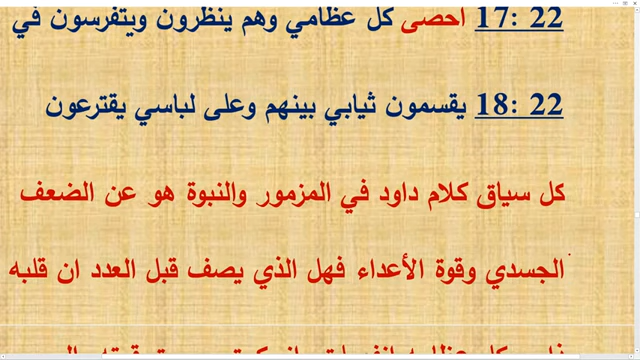 22 :17 احصى كل عظامي وهم ينظرون ويتفرسون في
22 :18 يقسمون ثيابي بينهم وعلى لباسي يقترعون
كل سياق كلام داود في المزمور والنبوة هو عن الضعف
الجسدي وقوة الأعداء فهل الذي يصف قبل العدد ان قلبه